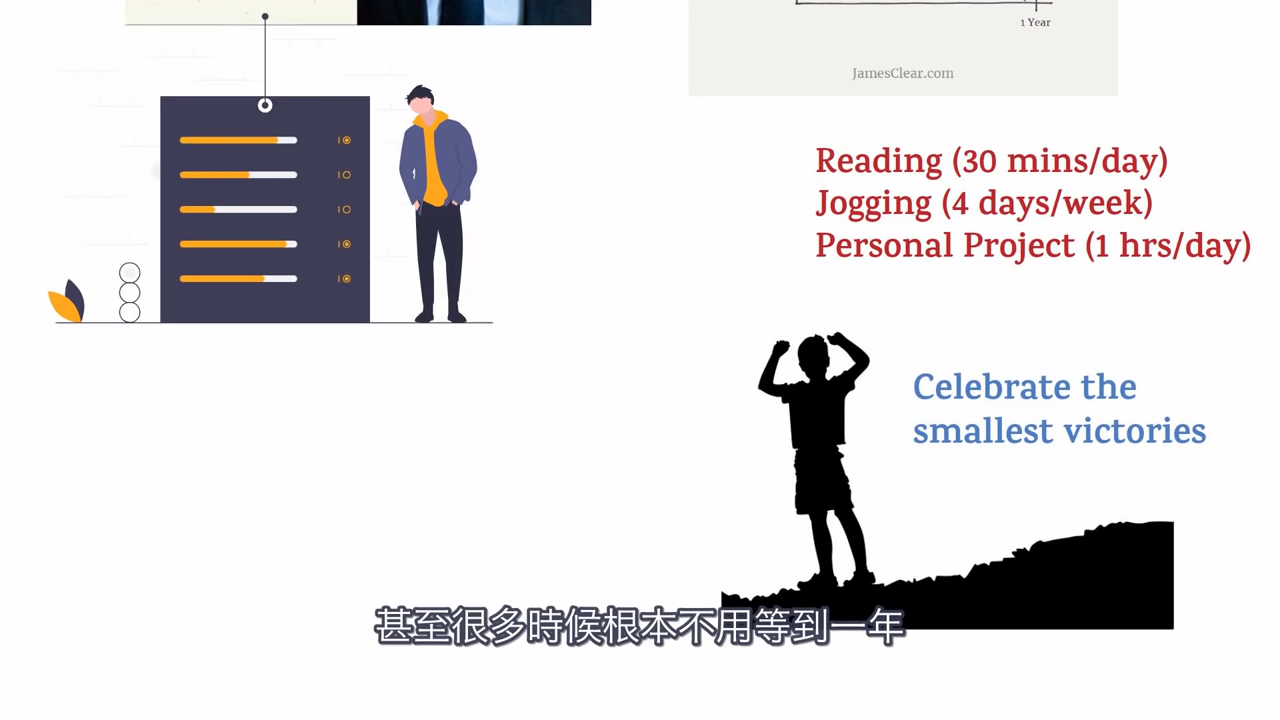 1 Year
JamesClear.com
Reading (30 mins/day)
Jogging (4 days/week)
Personal Project (1 hrs/day)
Celebrate the
smallest victories
甚至很多時候根本不用等到一年